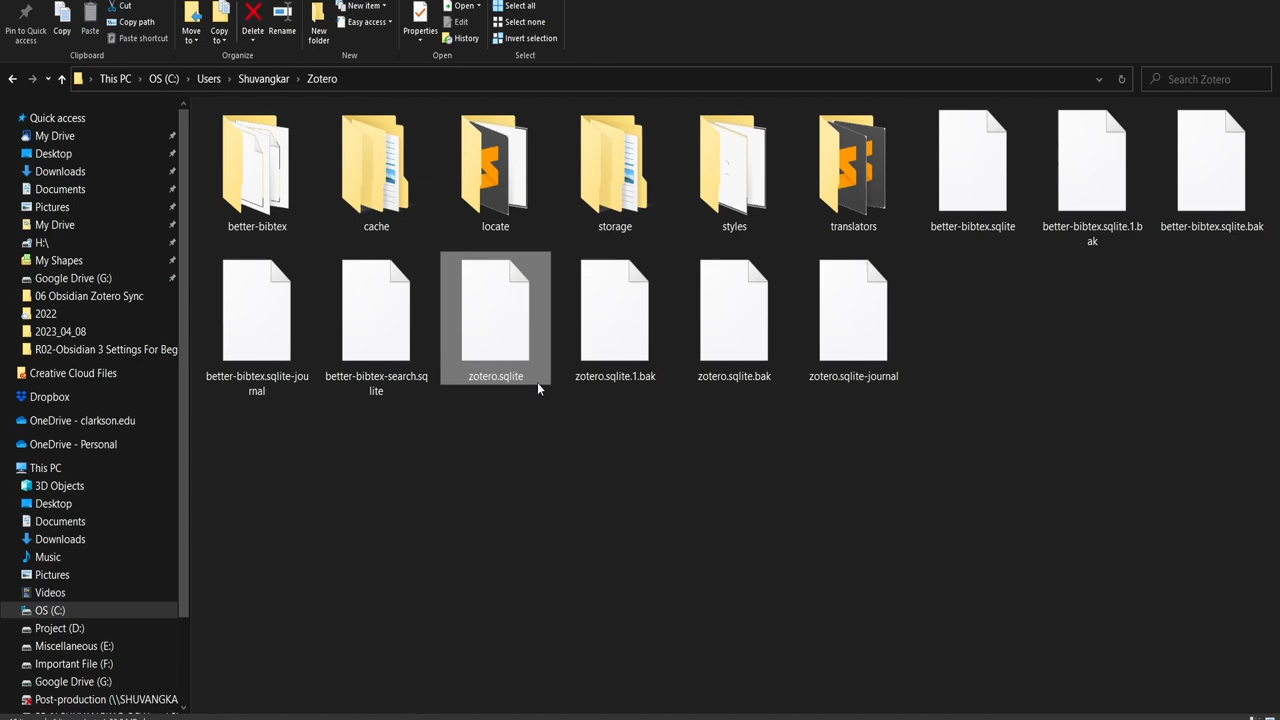 Pin to Quick access
Copy
Paste
Cut
Copy path
Paste shortcut
Clipboard
Move to
Copy to
Delete
Rename
Organize
New folder
New item
Easy access
New
Properties
Open
Edit
History
Open
Select all
Select none
Invert selection
Select
This PC > OS (C:) > Users > Shuvangkar > Zotero
Search Zotero
Quick access
My Drive
Desktop
Downloads
Documents
Pictures
My Drive
H:\
My Shapes
Google Drive (G:)
06 Obsidian Zotero Sync
2022
2023_04_08
R02-Obsidian 3 Settings For Beg
Creative Cloud Files
Dropbox
OneDrive - clarkson.edu
OneDrive - Personal
This PC
3D Objects
Desktop
Documents
Downloads
Music
Pictures
Videos
OS (C:)
Project (D:)
Miscellaneous (E:)
Important File (F:)
Google Drive (G:)
Post-production (\\SHUVANGKA
better-bibtex
cache
locate
storage
styles
translators
better-bibtex.sqlite
better-bibtex.sqlite.1.b
ak
better-bibtex.sqlite.bak
better-bibtex.sqlite-jou
rnal
better-bibtex-search.sq
lite
zotero.sqlite
zotero.sqlite.1.bak
zotero.sqlite.bak
zotero.sqlite-journal